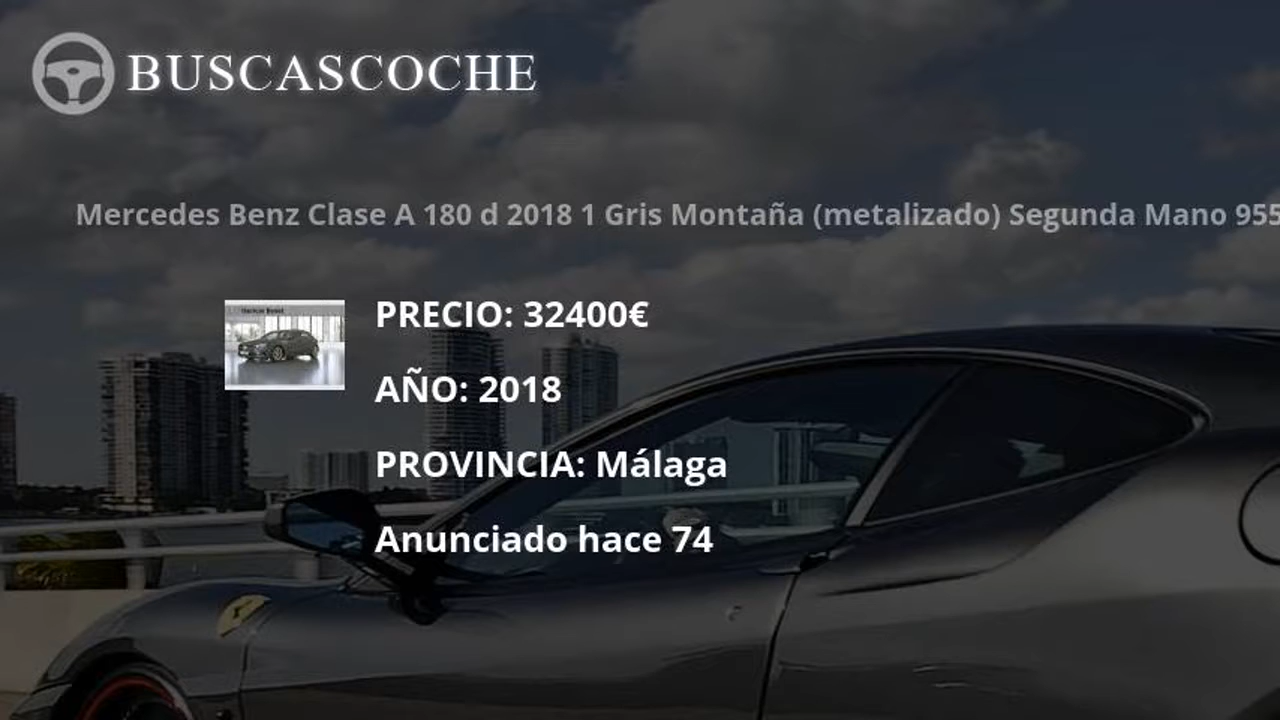 BUSCASCOCHE
Mercedes Benz Clase A 180 d 2018 1 Gris Montaña (metalizado) Segunda Mano 955
PRECIO: 32400€
AÑO: 2018
PROVINCIA: Málaga
Anunciado hace 74